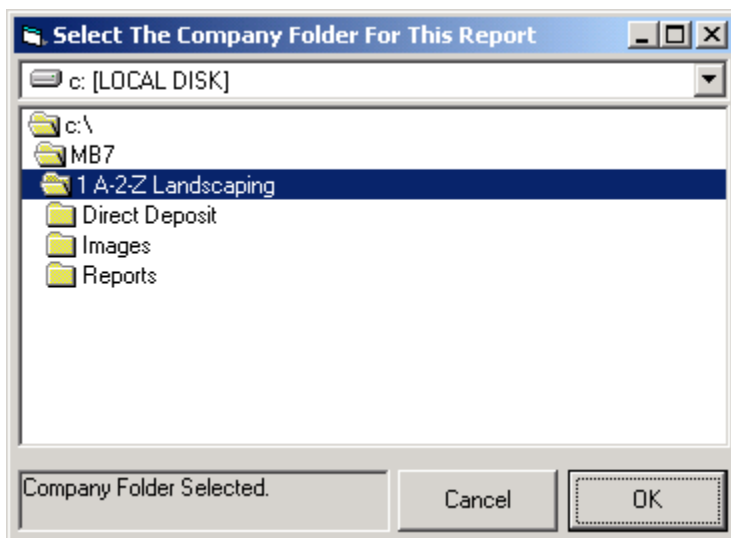 Select The Company Folder For This Report
c: [LOCAL DISK]
c:\
MB7
1 A-2-Z Landscaping
Direct Deposit
Images
Reports
Company Folder Selected.
Cancel
OK